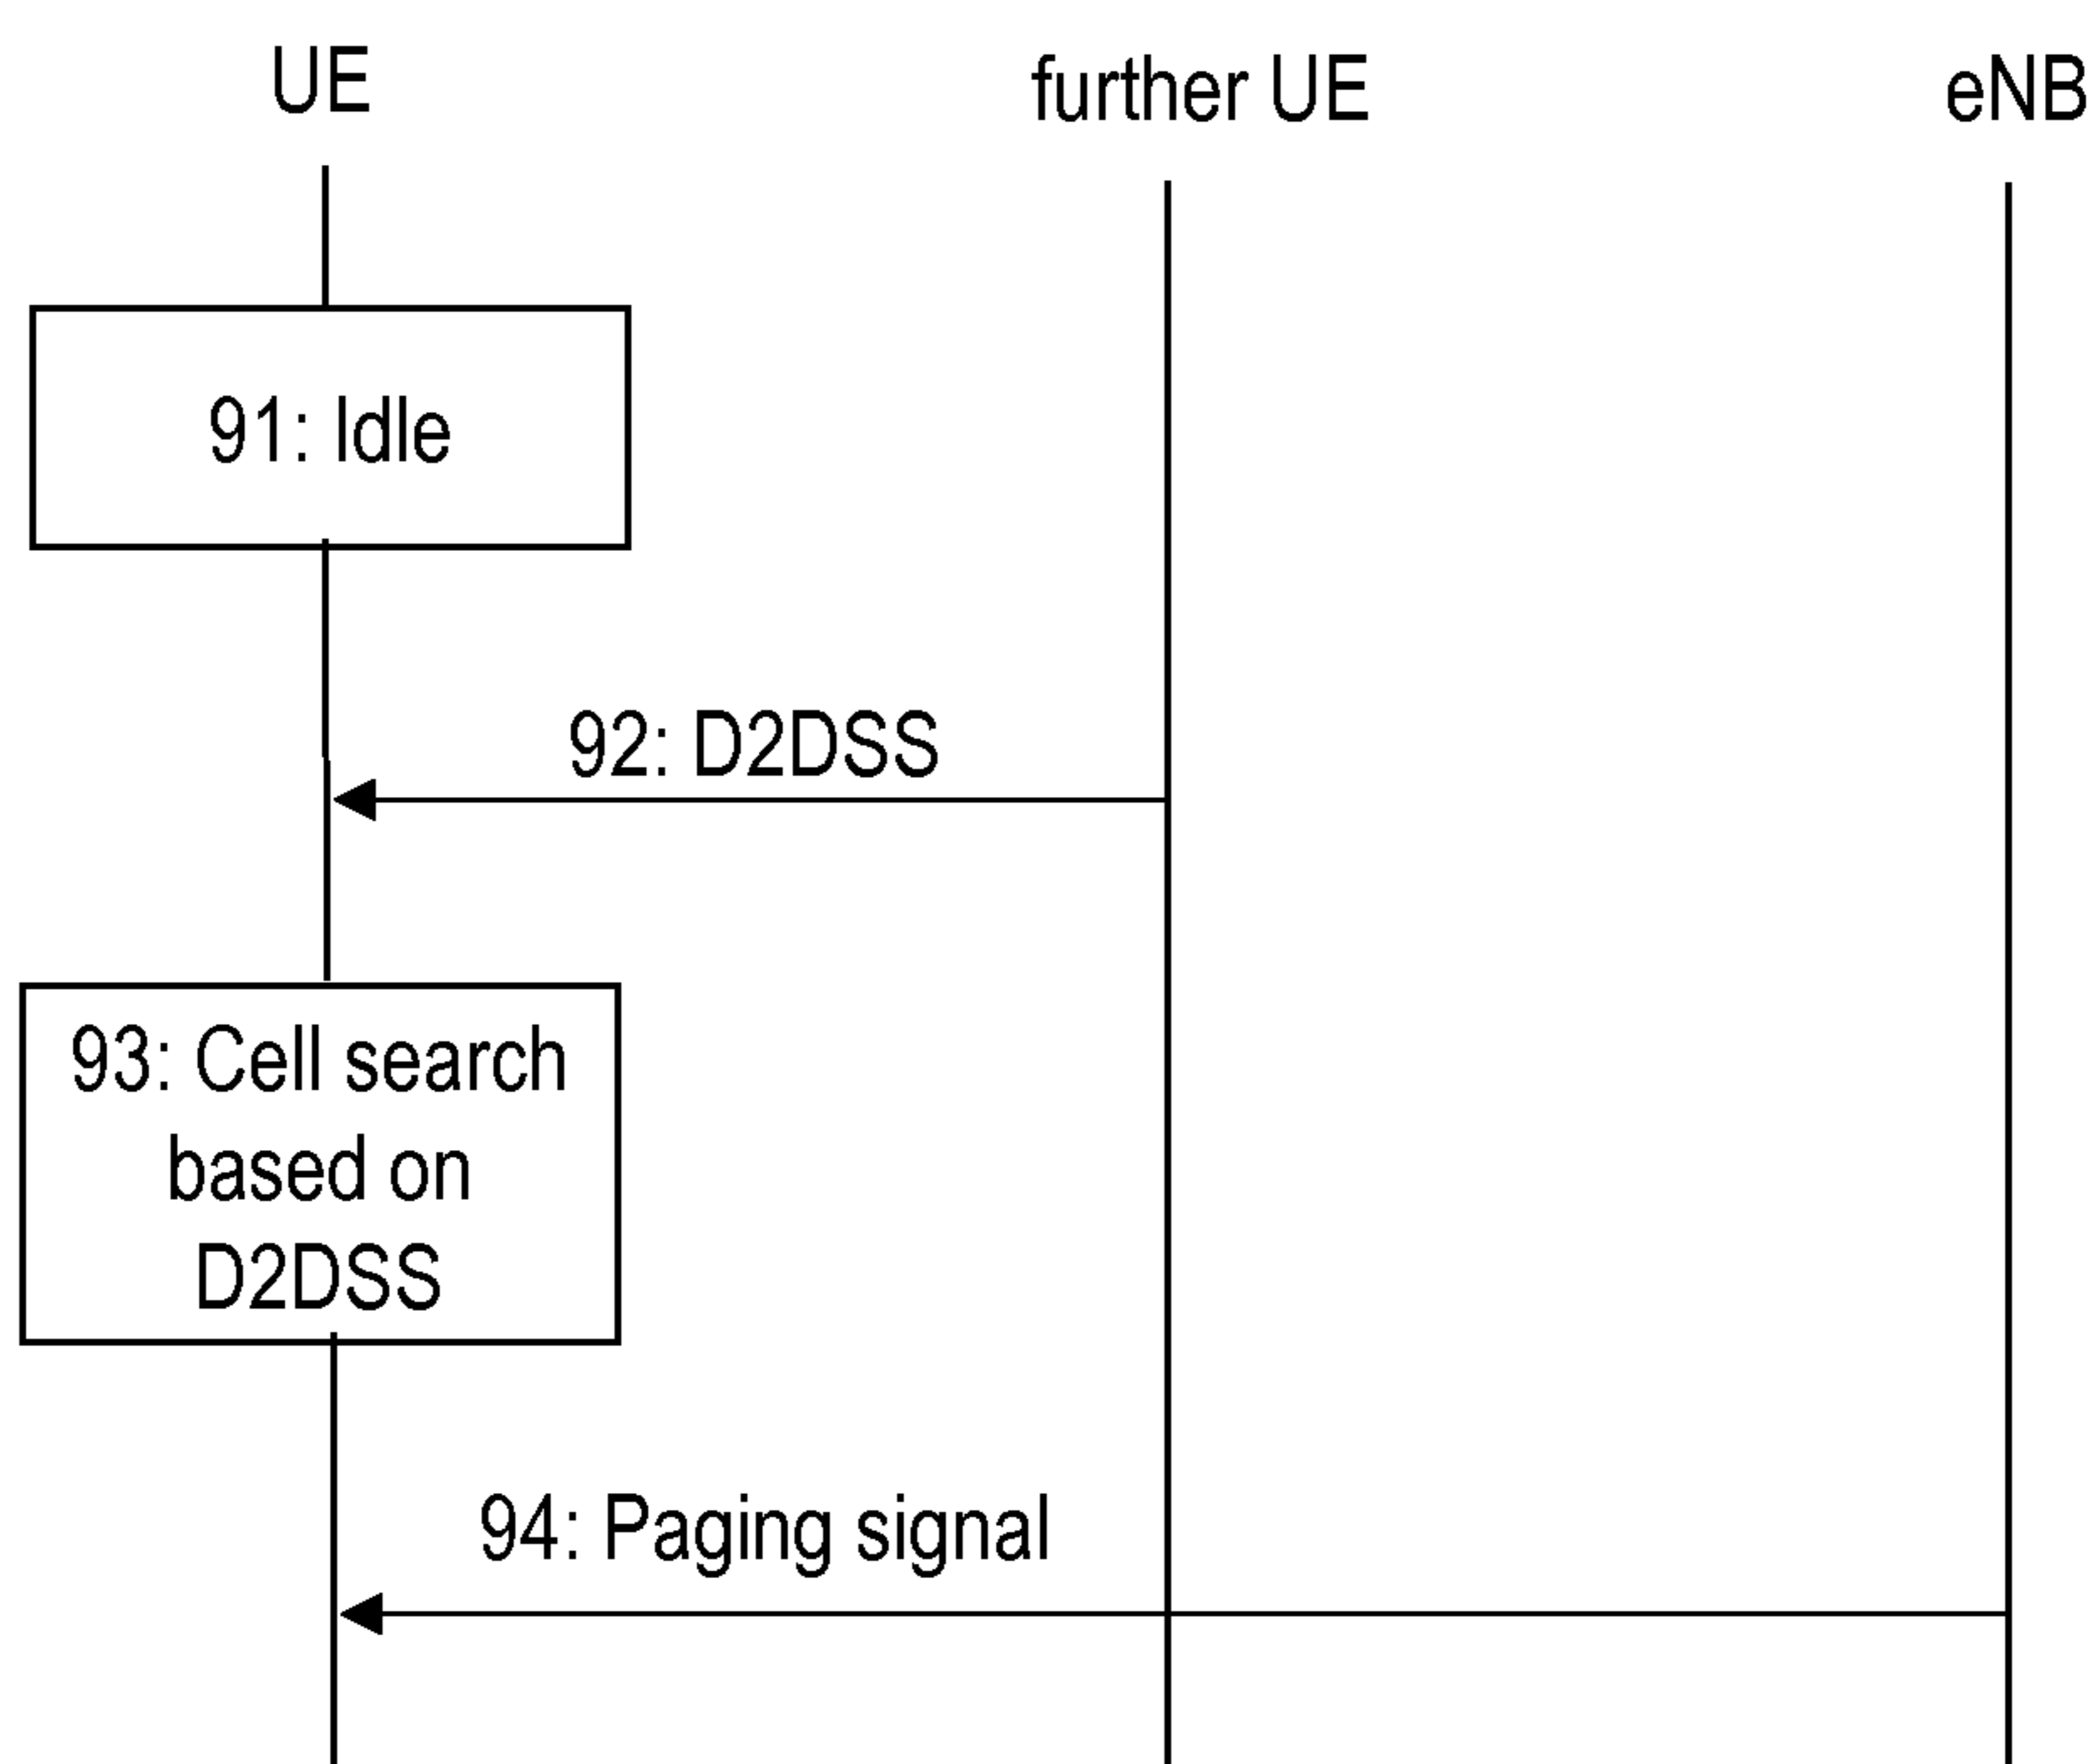 UE
further UE
eNB
91: Idle
92: D2DSS
93: Cell search
based on
D2DSS
94: Paging signal